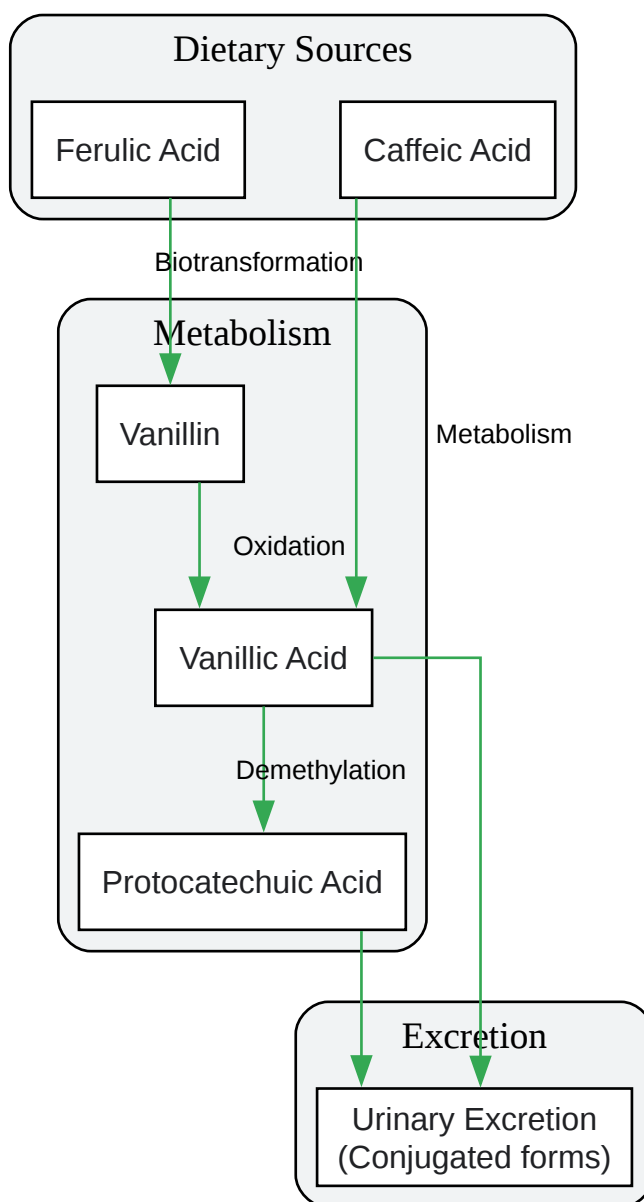 Dietary Sources
Ferulic Acid
Caffeic Acid
Biotransformation
Metabolism
Vanillin
Metabolism
Oxidation
Vanillic Acid
Demethylation
Protocatechuic Acid
Excretion
Urinary Excretion
(Conjugated forms)